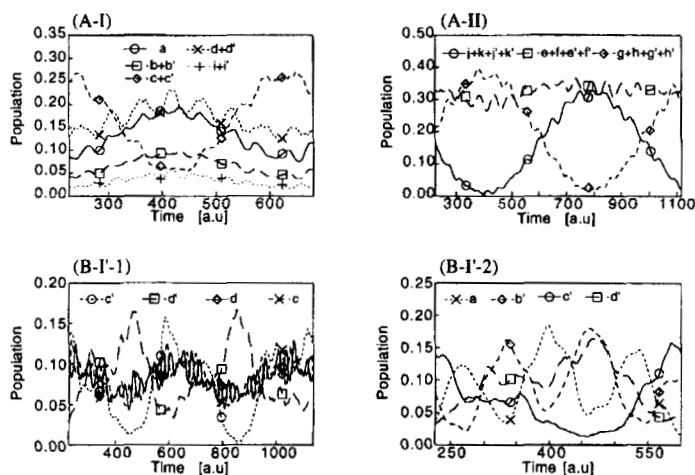 (A-I)
0.35
0.30
0.25
0.20
0.15
0.10
0.05
0.00
Population
a
b+b'
c+c'
d+d'
i+i'
200 300 400 500 600
Time [a.u]
(A-II)
0.50
0.40
0.30
0.20
0.10
0.00
Population
j+k+j'+k' e+f+e'+f' g+h+g'+h'
300 500 700 900 1100
Time [a.u]
(B-I'-1)
0.20
0.15
0.10
0.05
0.00
Population
c' d' d c
400 600 800 1000
Time [a.u]
(B-I'-2)
0.25
0.20
0.15
0.10
0.05
0.00
Population
a b' c' d'
250 400 550
Time [a.u]